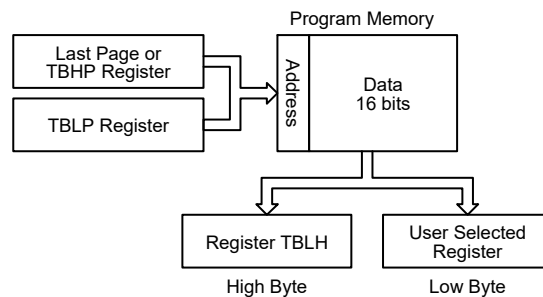 Program Memory
Last Page or
TBHP Register
TBLP Register
Address
Data
16 bits
Register TBLH
User Selected
Register
High Byte
Low Byte